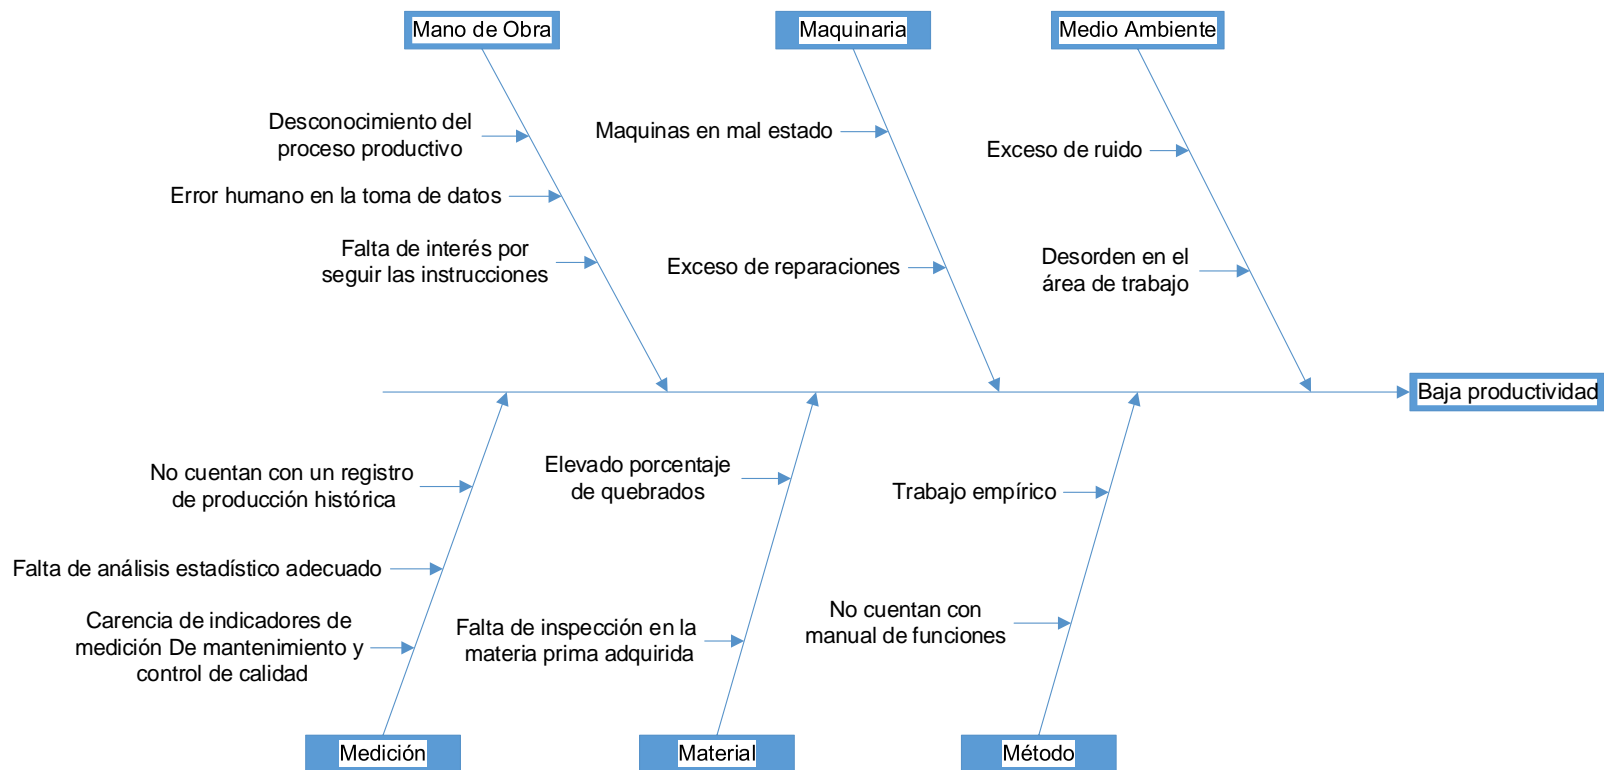 Mano de Obra
Maquinaria
Medio Ambiente
Desconocimiento del
proceso productivo
Error humano en la toma de datos
Falta de interés por
seguir las instrucciones
Maquinas en mal estado
Exceso de reparaciones
Exceso de ruido
Desorden en el
área de trabajo
Baja productividad
No cuentan con un registro
de producción histórica
Falta de análisis estadístico adecuado
Carencia de indicadores de
medición De mantenimiento y
control de calidad
Elevado porcentaje
de quebrados
Falta de inspección en la
materia prima adquirida
Trabajo empírico
No cuentan con
manual de funciones
Medición
Material
Método